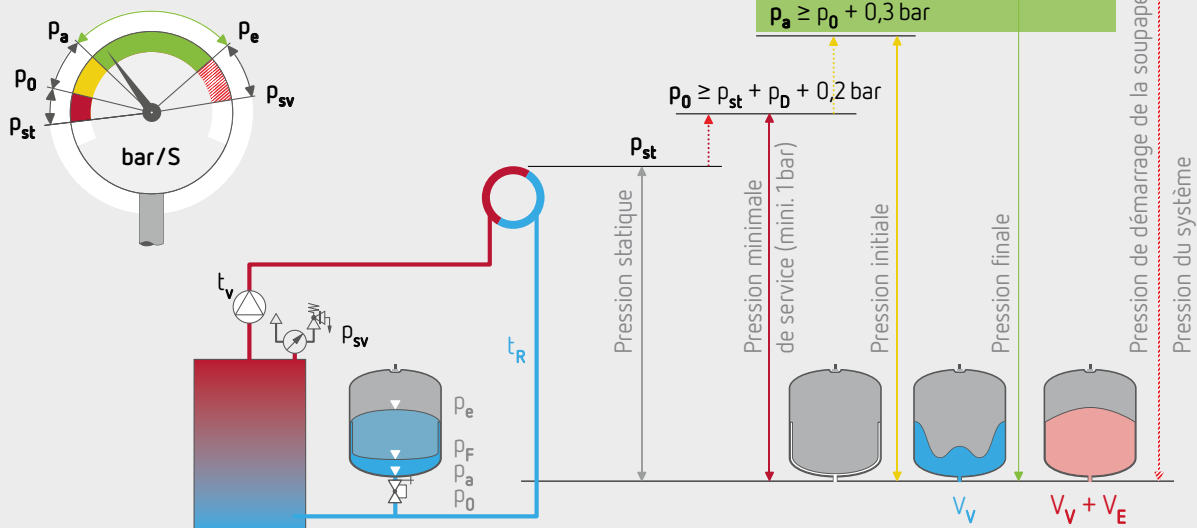 pa
pe
p0
pst
psv
bar/S
pa ≥ p0 + 0,3 bar
p0 ≥ pst + pD + 0,2 bar
pst
Pression statique
Pression minimale
de service (mini. 1 bar)
Pression initiale
Pression finale
Pression de démarrage de la soupape
Pression du système
tv
psv
tR
pe
pF
pa
p0
Vv
Vv + VE